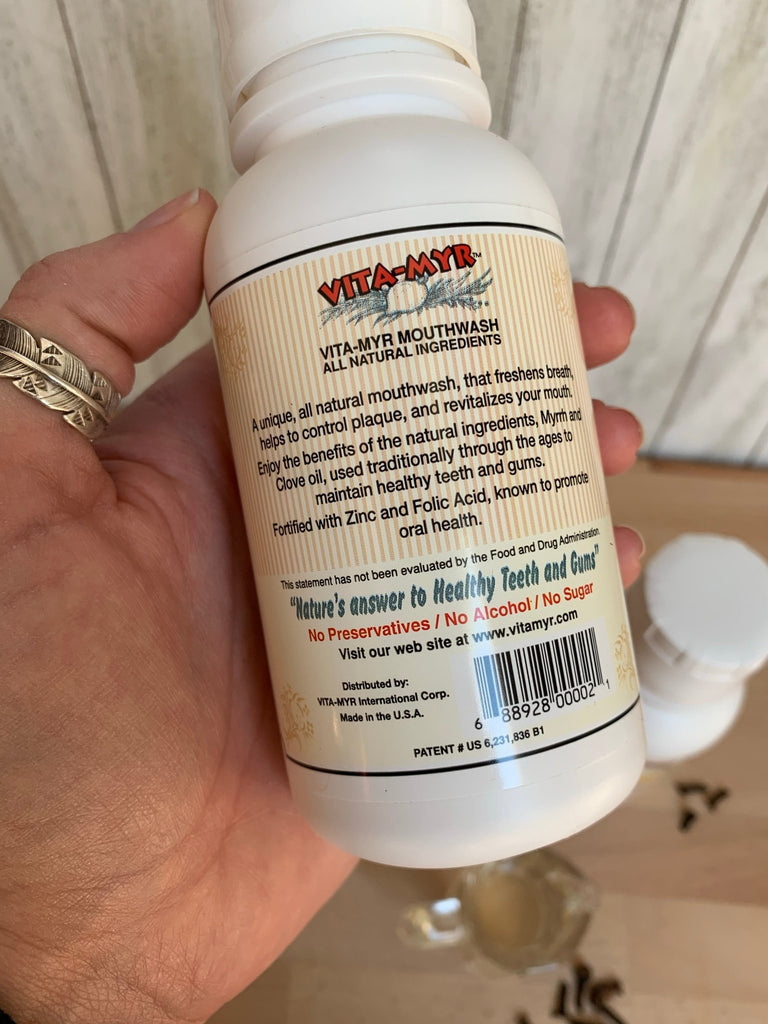 VITA-MYR™
VITA-MYR MOUTHWASH
ALL NATURAL INGREDIENTS
A unique, all natural mouthwash, that freshens breath,
helps to control plaque, and revitalizes your mouth.
Enjoy the benefits of the natural ingredients, Myrrh and
Clove oil, used traditionally through the ages to
maintain healthy teeth and gums.
Fortified with Zinc and Folic Acid, known to promote
oral health.
This statement has not been evaluated by the Food and Drug Administration.
"Nature's answer to Healthy Teeth and Gums"
No Preservatives / No Alcohol / No Sugar
Visit our web site at www.vitamyr.com
Distributed by:
VITA-MYR International Corp.
Made in the U.S.A.
6 88928 00002 1
PATENT # US 6,231,836 B1